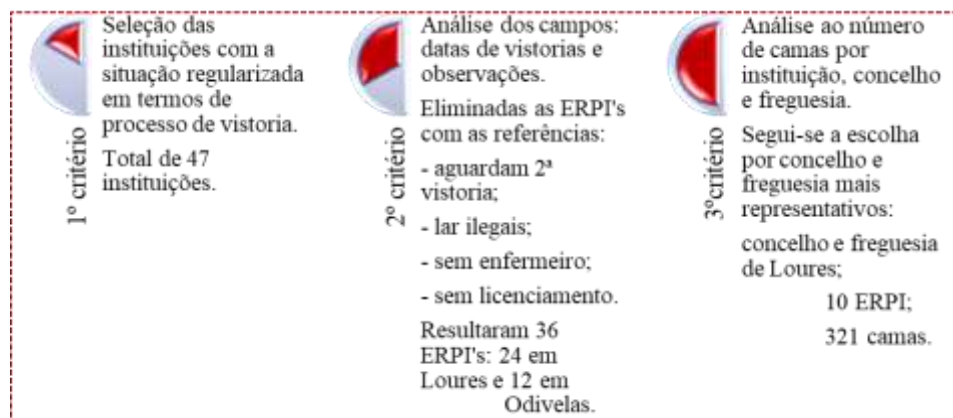 1º critério
Seleção das
instituições com a
situação regularizada
em termos de
processo de vistoria.
Total de 47
instituições.
2º critério
Análise dos campos:
datas de vistorias e
observações.
Eliminadas as ERPI's
com as referências:
- aguardam 2ª
vistoria;
- lar ilegais;
- sem enfermeiro;
- sem licenciamento.
Resultaram 36
ERPI's: 24 em
Loures e 12 em
Odivelas.
3ºcritério
Análise ao número
de camas por
instituição, concelho
e freguesia.
Segui-se a escolha
por concelho e
freguesia mais
representativos:
concelho e freguesia
de Loures;
10 ERPI;
321 camas.